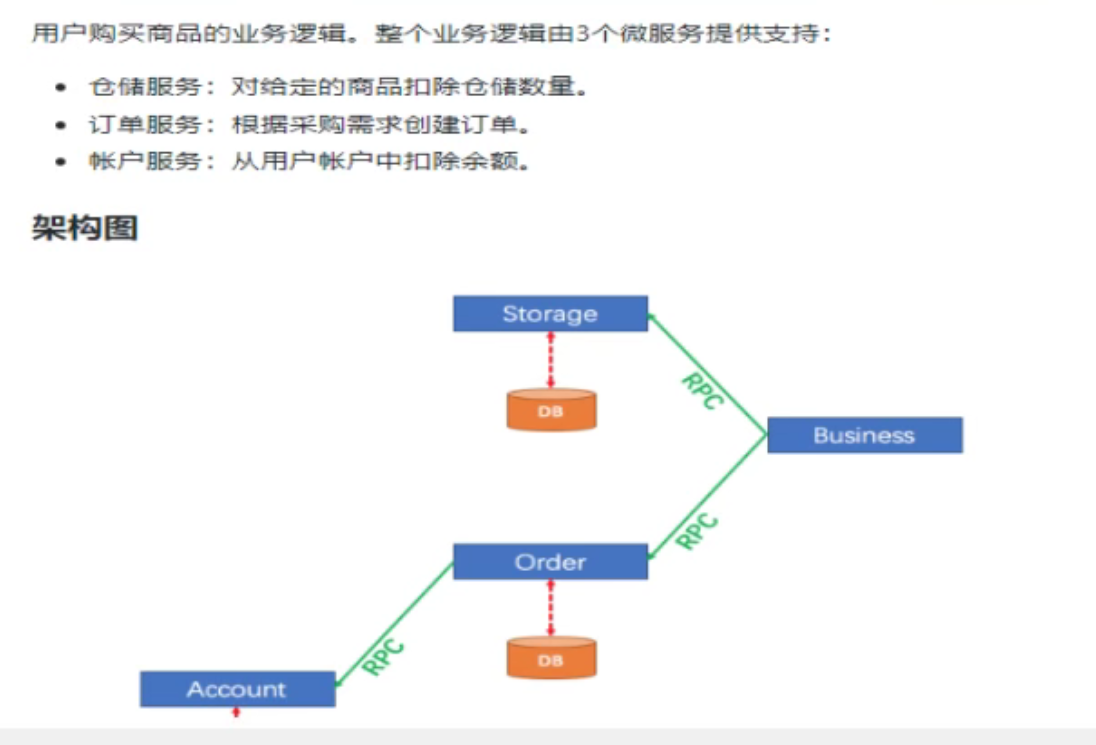 用户购买商品的业务逻辑。整个业务逻辑由3个微服务提供支持：
仓储服务：对给定的商品扣除仓储数量。
订单服务：根据采购需求创建订单。
帐户服务：从用户帐户中扣除余额。
架构图
Storage
DB
RPC
Business
RPC
Order
DB
RPC
Account